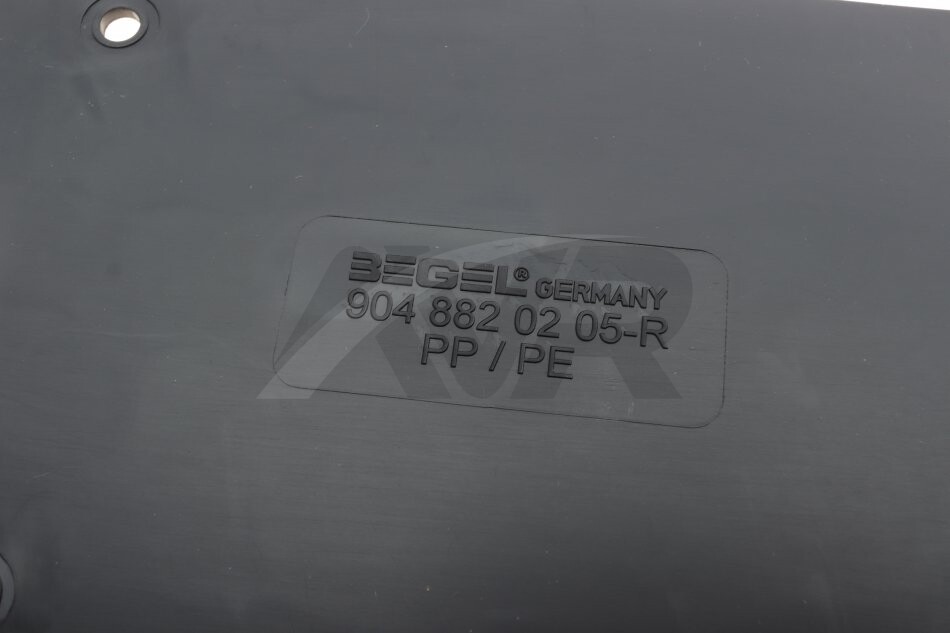 BEGEL® GERMANY
904 882 02 05-R
PP / PE